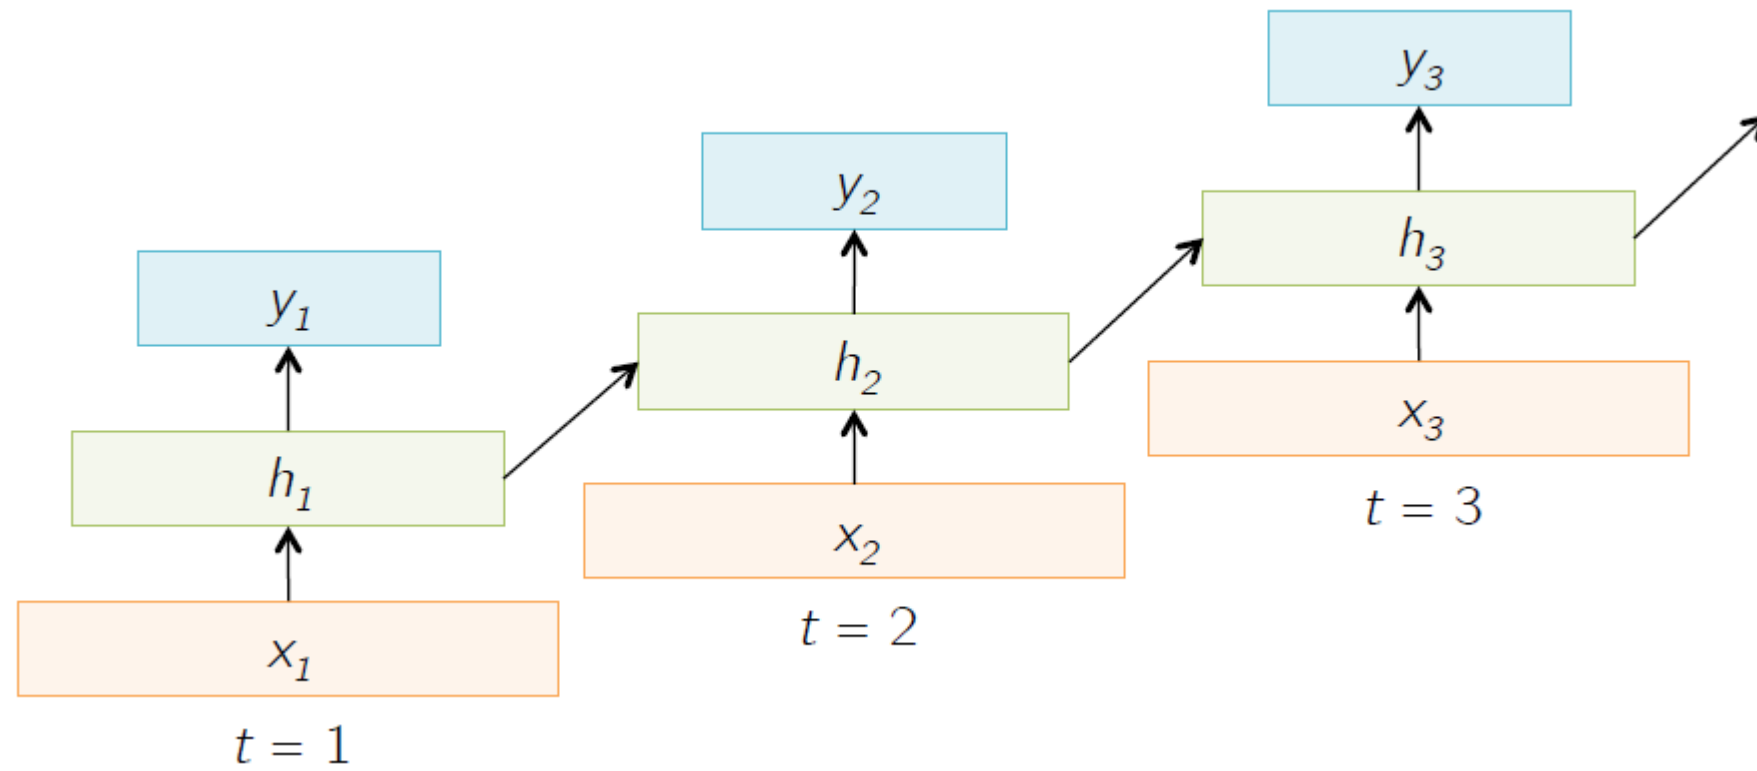 y₁
h₁
x₁
t = 1
y₂
h₂
x₂
t = 2
y₃
h₃
x₃
t = 3